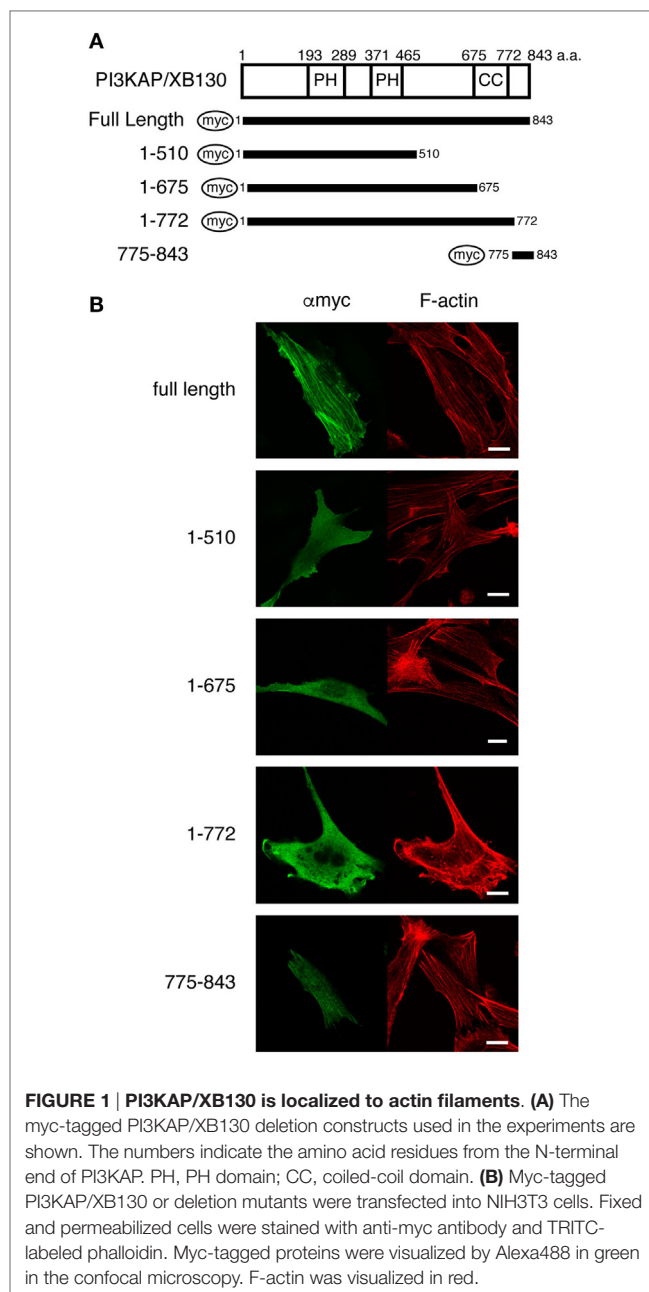 A
1 193 289 371 465 675 772 843 a.a.
PI3KAP/XB130 PH PH CC
Full Length myc 1 843
1-510 myc 1 510
1-675 myc 1 675
1-772 myc 1 772
775-843 myc 775 843
B
αmyc F-actin
full length
1-510
1-675
1-772
775-843
FIGURE 1 | PI3KAP/XB130 is localized to actin filaments. (A) The
myc-tagged PI3KAP/XB130 deletion constructs used in the experiments are
shown. The numbers indicate the amino acid residues from the N-terminal
end of PI3KAP. PH, PH domain; CC, coiled-coil domain. (B) Myc-tagged
PI3KAP/XB130 or deletion mutants were transfected into NIH3T3 cells. Fixed
and permeabilized cells were stained with anti-myc antibody and TRITC-
labeled phalloidin. Myc-tagged proteins were visualized by Alexa488 in green
in the confocal microscopy. F-actin was visualized in red.